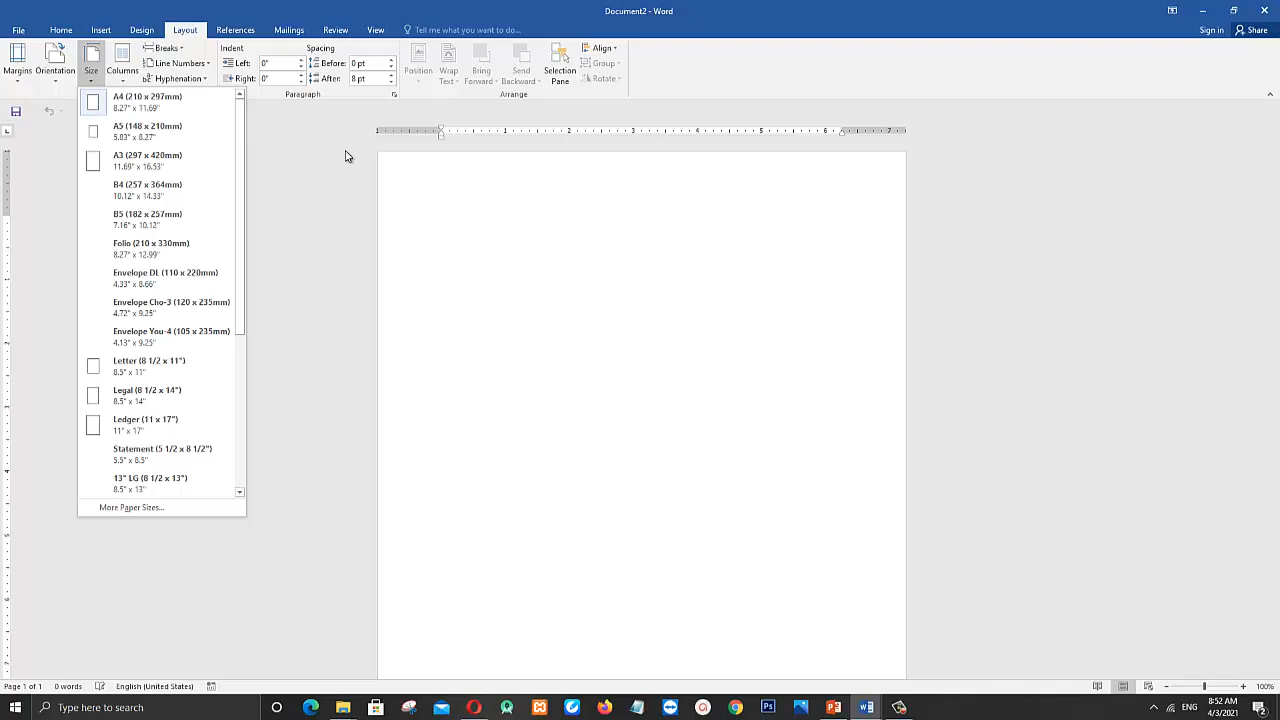 Document2 - Word
File Home Insert Design Layout References Mailings Review View Tell me what you want to do... Sign in Share
Margins Orientation Size Columns Breaks Line Numbers Hyphenation
Indent Spacing
Left: 0" Before: 0 pt
Right: 0" After: 8 pt
Paragraph
Position Wrap Text Bring Forward Send Backward Selection Pane Align Group Rotate
Arrange
A4 (210 x 297mm)
8.27" x 11.69"
A5 (148 x 210mm)
5.83" x 8.27"
A3 (297 x 420mm)
11.69" x 16.53"
B4 (257 x 364mm)
10.12" x 14.33"
B5 (182 x 257mm)
7.16" x 10.12"
Folio (210 x 330mm)
8.27" x 12.99"
Envelope DL (110 x 220mm)
4.33" x 8.66"
Envelope Cho-3 (120 x 235mm)
4.72" x 9.25"
Envelope You-4 (105 x 235mm)
4.13" x 9.25"
Letter (8 1/2 x 11")
8.5" x 11"
Legal (8 1/2 x 14")
8.5" x 14"
Ledger (11 x 17")
11" x 17"
Statement (5 1/2 x 8 1/2")
5.5" x 8.5"
13" LG (8 1/2 x 13")
8.5" x 13"
More Paper Sizes...
1 1 2 3 4 5 6 7
Page 1 of 1 0 words English (United States) 100%
Type here to search
ENG
8:52 AM
4/3/2021